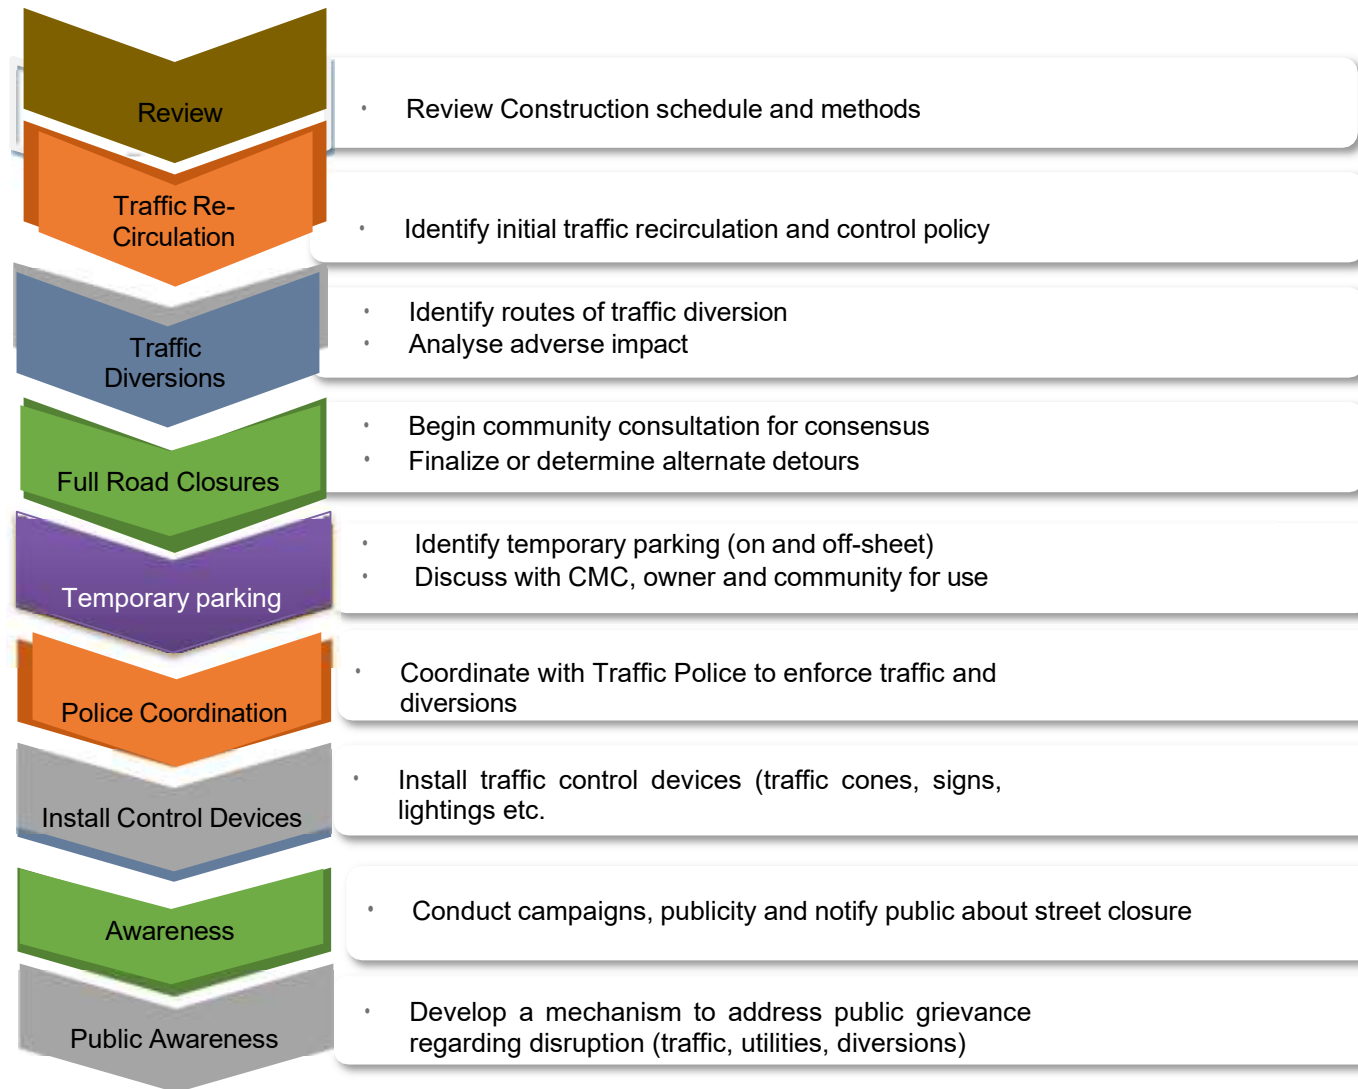 Review
· Review Construction schedule and methods
Traffic Re-
Circulation
· Identify initial traffic recirculation and control policy
Traffic
Diversions
· Identify routes of traffic diversion
· Analyse adverse impact
Full Road Closures
· Begin community consultation for consensus
· Finalize or determine alternate detours
Temporary parking
· Identify temporary parking (on and off-sheet)
· Discuss with CMC, owner and community for use
Police Coordination
· Coordinate with Traffic Police to enforce traffic and
diversions
Install Control Devices
· Install traffic control devices (traffic cones, signs,
lightings etc.
Awareness
· Conduct campaigns, publicity and notify public about street closure
Public Awareness
· Develop a mechanism to address public grievance
regarding disruption (traffic, utilities, diversions)